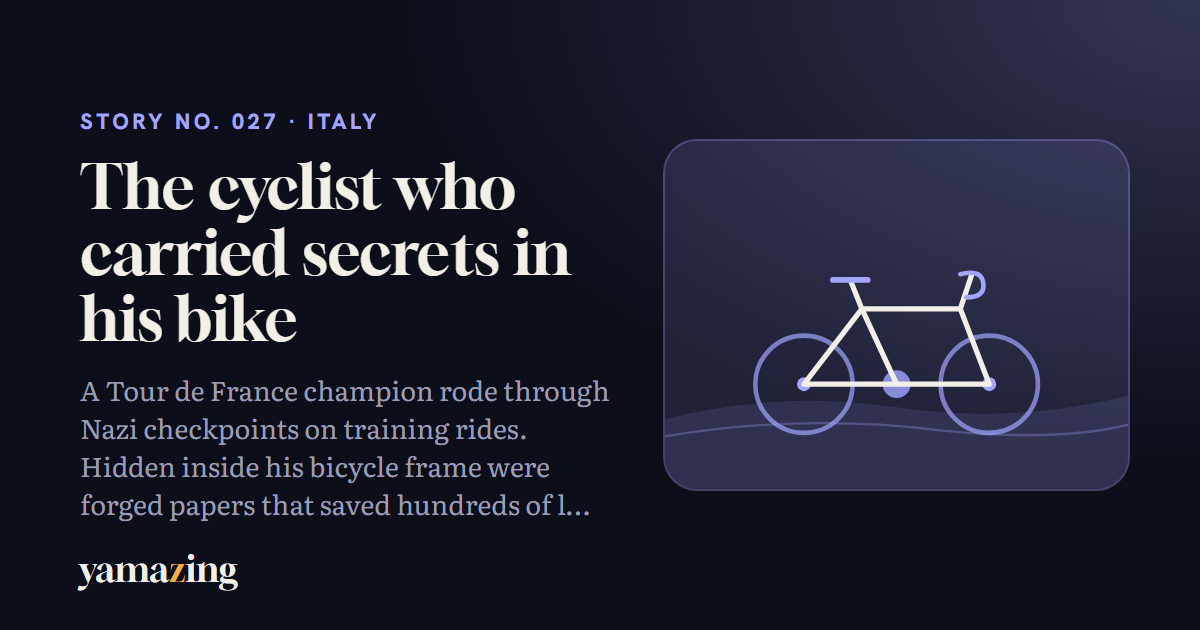 STORY NO. 027 · ITALY
The cyclist who
carried secrets in
his bike
A Tour de France champion rode through
Nazi checkpoints on training rides.
Hidden inside his bicycle frame were
forged papers that saved hundreds of l…
yamazing